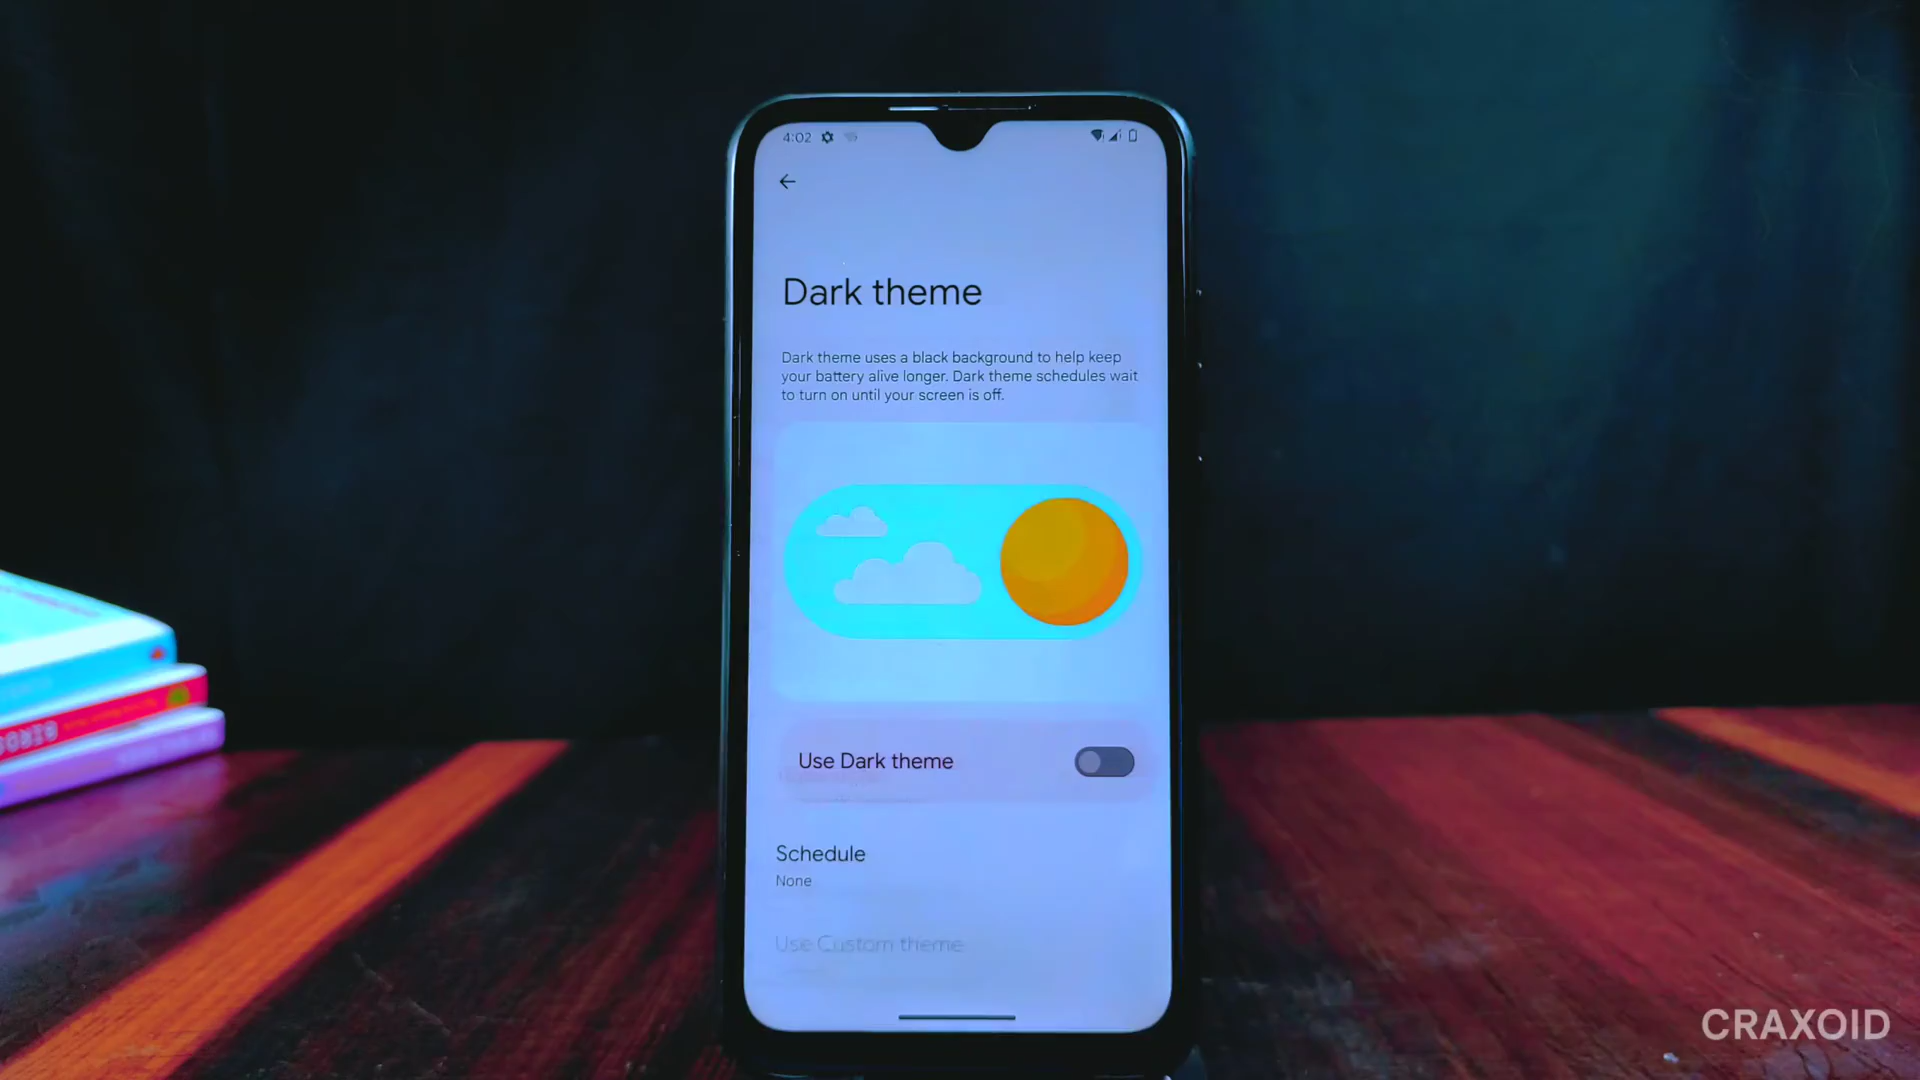 4:02
Dark theme
Dark theme uses a black background to help keep
your battery alive longer. Dark theme schedules wait
to turn on until your screen is off.
Use Dark theme
Schedule
None
Use Custom theme
CRAXOID